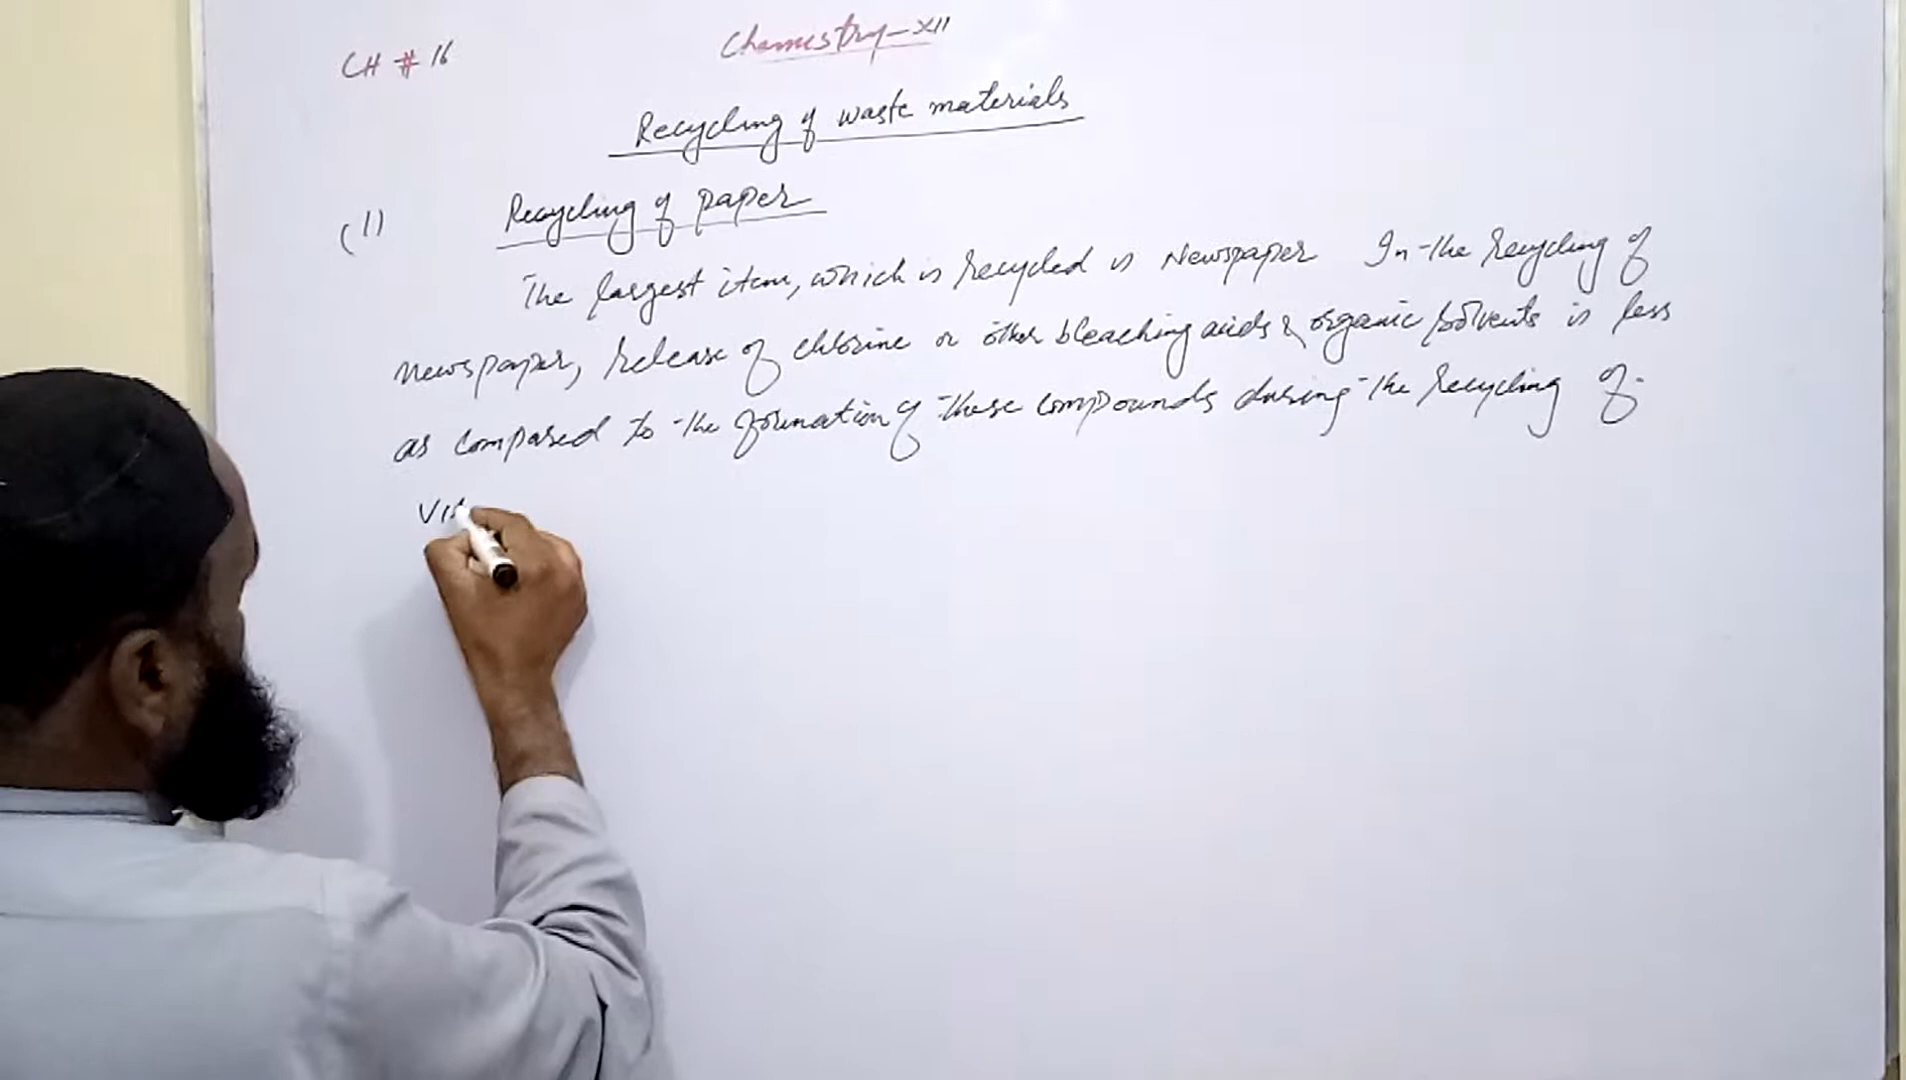 CH # 16
Chemistry-XII
Recycling of waste materials
(1) Recycling of paper
The largest item, which is recycled is Newspaper In the recycling of
newspaper, release of chlorine or other bleaching acids & organic solvents is less
as compared to the formation of these compounds during the recycling of